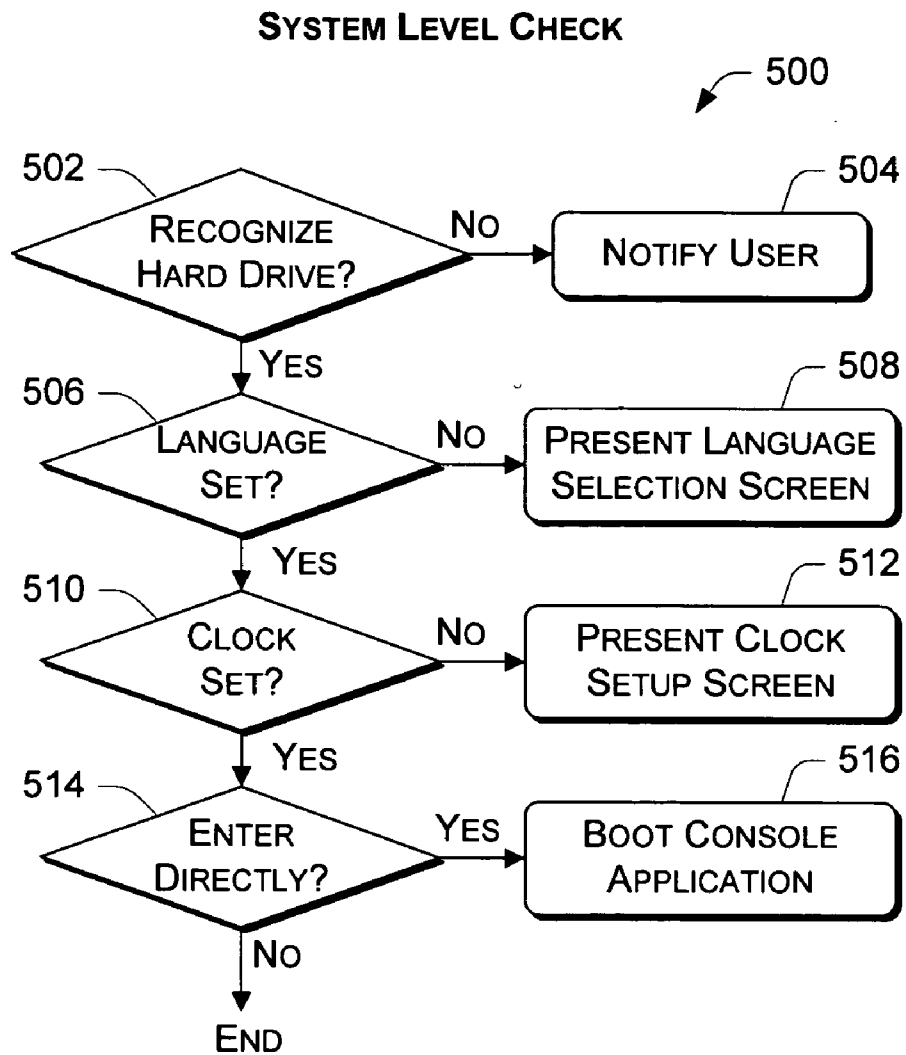 SYSTEM LEVEL CHECK
500
502
RECOGNIZE
HARD DRIVE?
NO
504
NOTIFY USER
YES
506
LANGUAGE
SET?
NO
508
PRESENT LANGUAGE
SELECTION SCREEN
YES
510
CLOCK
SET?
NO
512
PRESENT CLOCK
SETUP SCREEN
YES
514
ENTER
DIRECTLY?
YES
516
BOOT CONSOLE
APPLICATION
NO
END